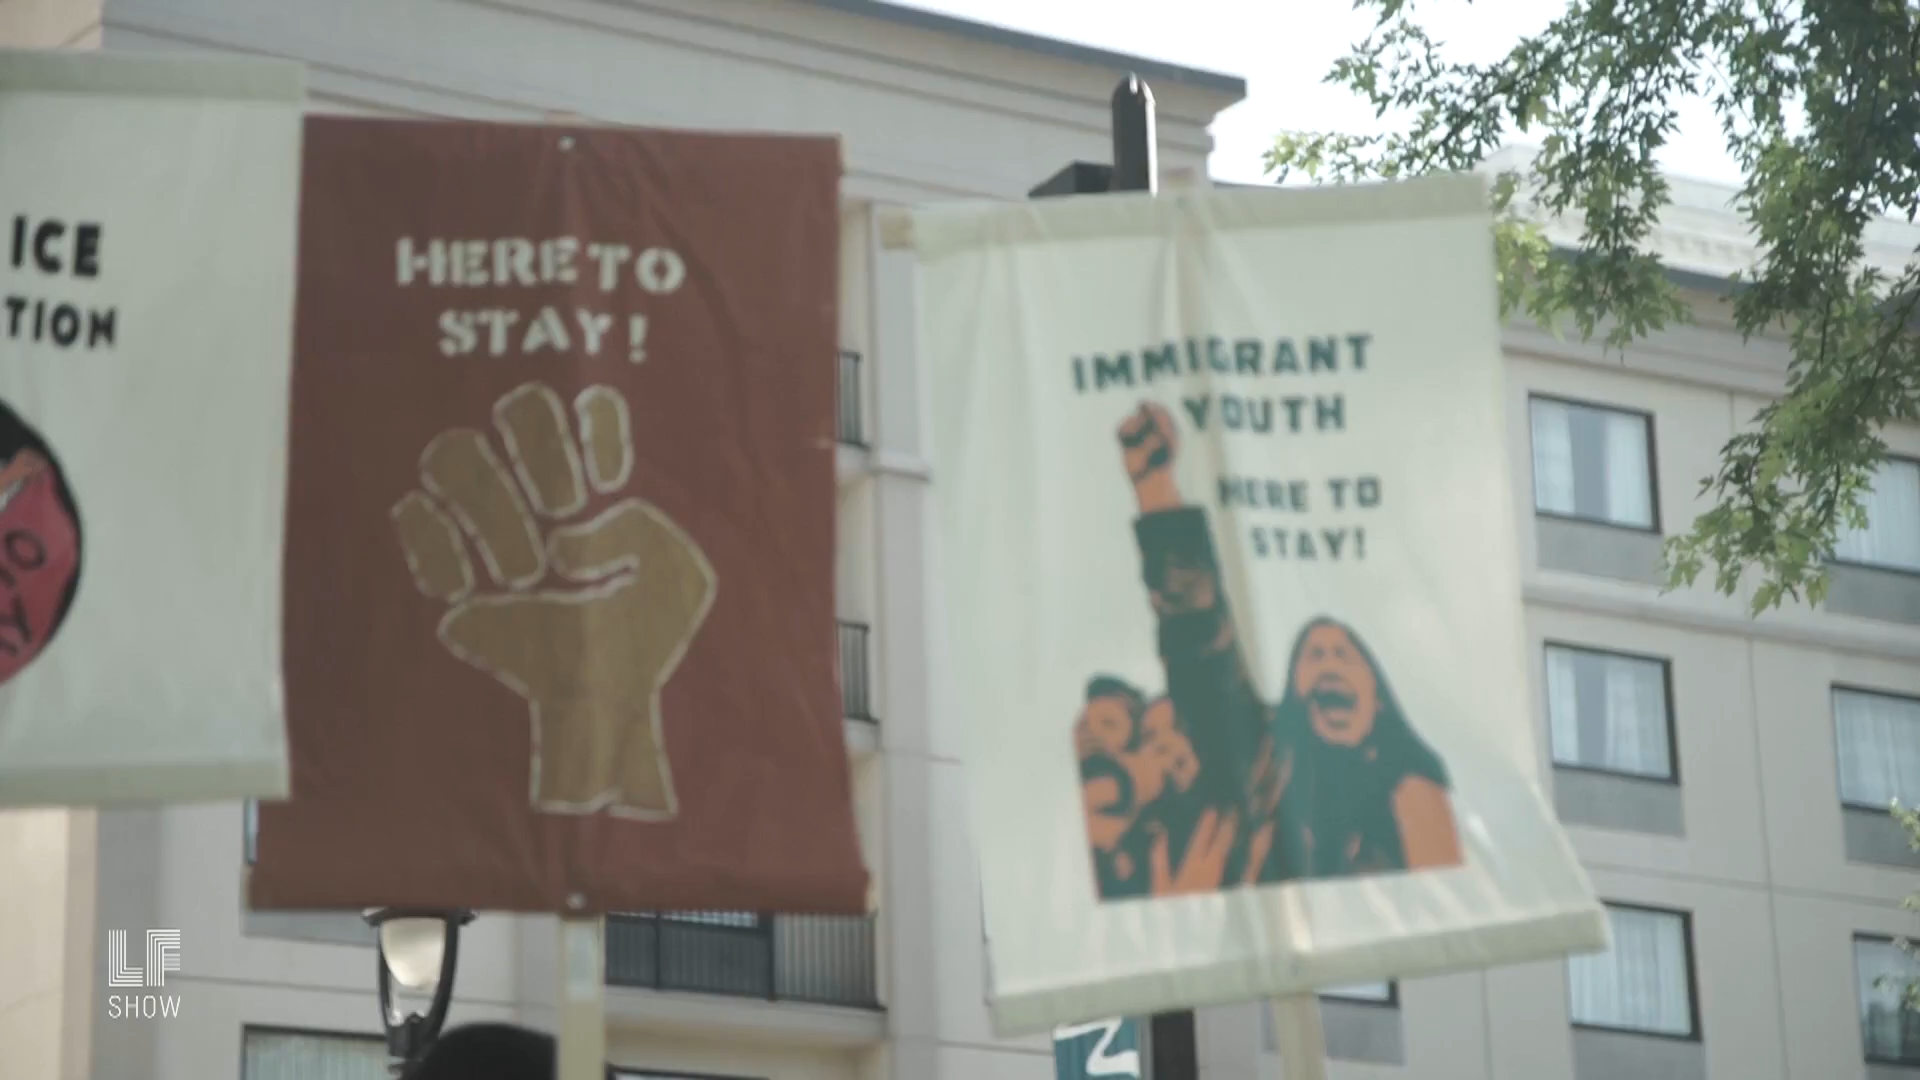 ICE
TION
HERE TO
STAY!
IMMIGRANT
YOUTH
HERE TO
STAY!
LF
SHOW